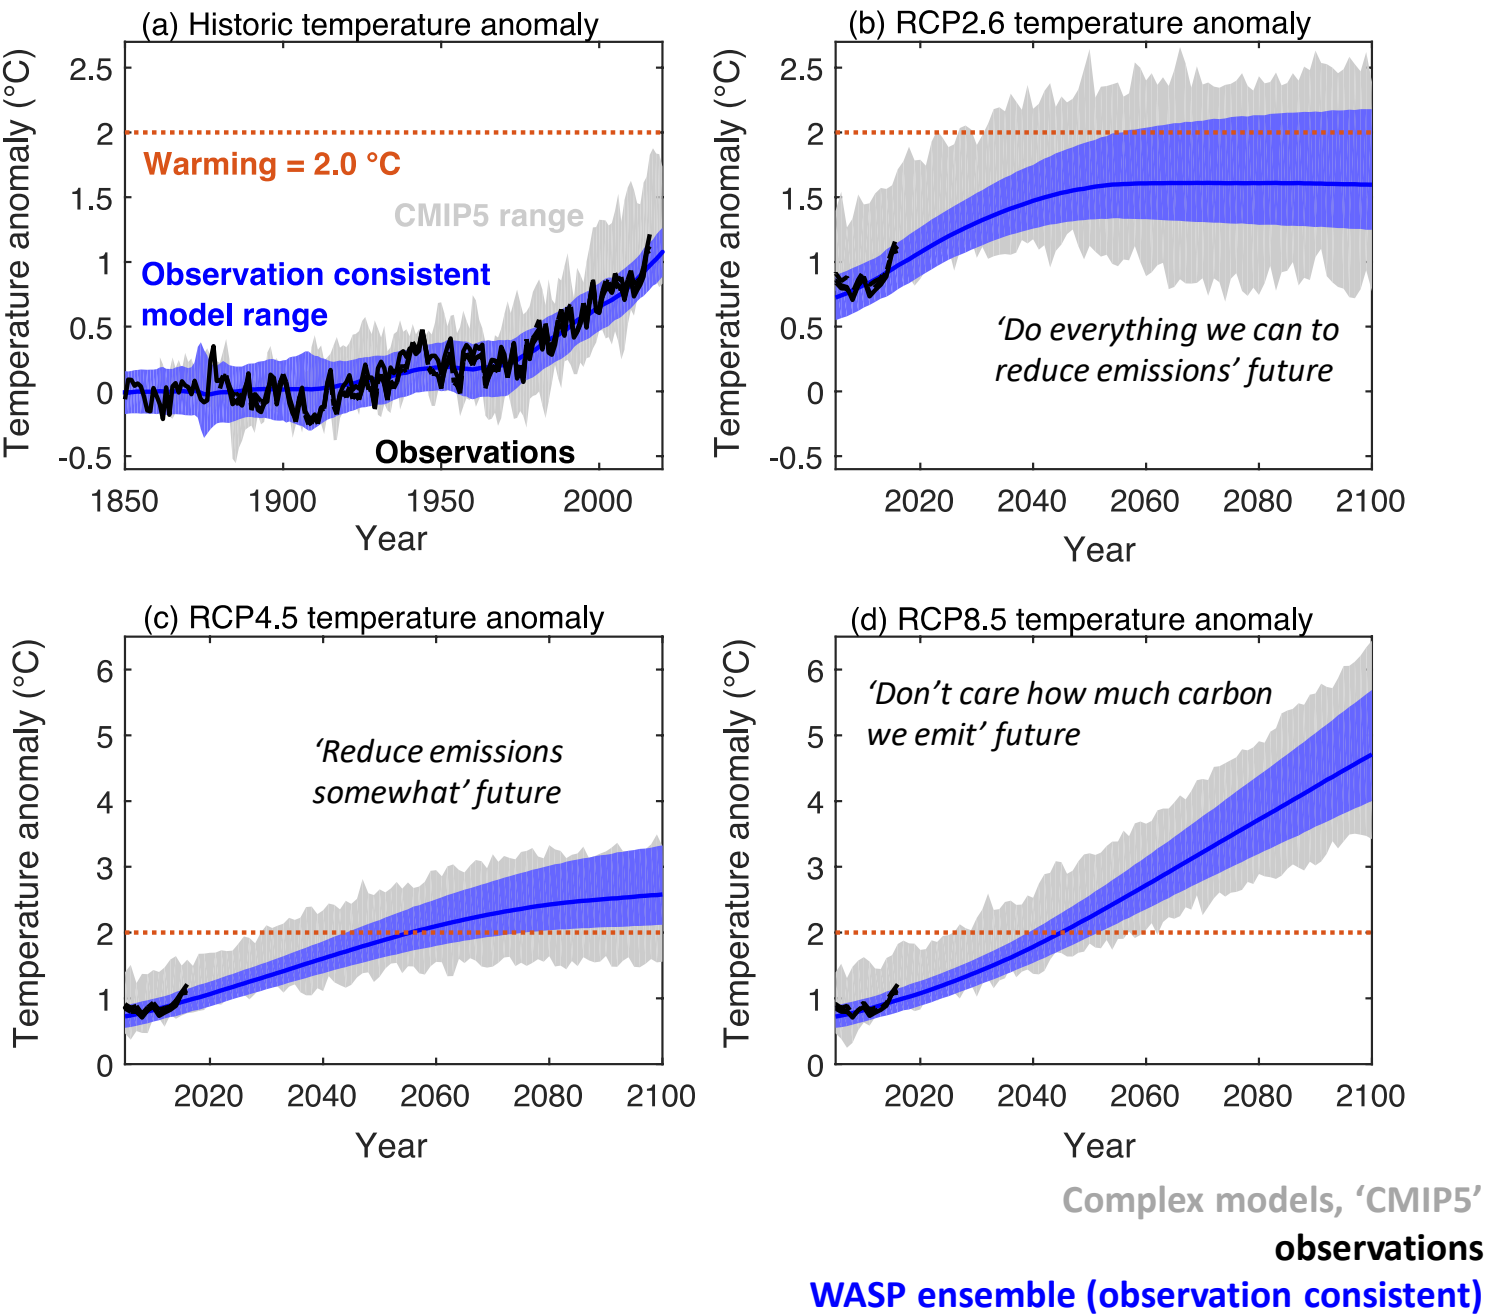 (a) Historic temperature anomaly
Temperature anomaly (°C)
2.5
2
1.5
1
0.5
0
-0.5
Warming = 2.0 °C
CMIP5 range
Observation consistent
model range
Observations
1850
1900
1950
2000
Year
(b) RCP2.6 temperature anomaly
Temperature anomaly (°C)
2.5
2
1.5
1
0.5
0
-0.5
‘Do everything we can to
reduce emissions’ future
2020
2040
2060
2080
2100
Year
(c) RCP4.5 temperature anomaly
Temperature anomaly (°C)
6
5
4
3
2
1
0
‘Reduce emissions
somewhat’ future
2020
2040
2060
2080
2100
Year
(d) RCP8.5 temperature anomaly
Temperature anomaly (°C)
6
5
4
3
2
1
0
‘Don’t care how much carbon
we emit’ future
2020
2040
2060
2080
2100
Year
Complex models, ‘CMIP5’
observations
WASP ensemble (observation consistent)